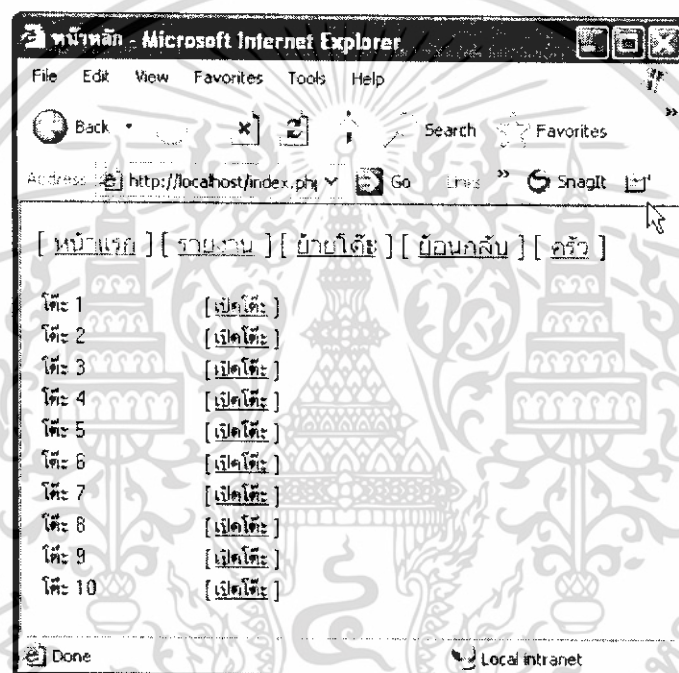 หน้าหลัก - Microsoft Internet Explorer
File Edit View Favorites Tools Help
Back Search Favorites »
Address http://localhost/index.php Go Links » SnagIt
[ หน้าแรก ] [ รายงาน ] [ ย้ายโต๊ะ ] [ ย้อนกลับ ] [ ครัว ]
โต๊ะ 1 [ เปิดโต๊ะ ]
โต๊ะ 2 [ เปิดโต๊ะ ]
โต๊ะ 3 [ เปิดโต๊ะ ]
โต๊ะ 4 [ เปิดโต๊ะ ]
โต๊ะ 5 [ เปิดโต๊ะ ]
โต๊ะ 6 [ เปิดโต๊ะ ]
โต๊ะ 7 [ เปิดโต๊ะ ]
โต๊ะ 8 [ เปิดโต๊ะ ]
โต๊ะ 9 [ เปิดโต๊ะ ]
โต๊ะ 10 [ เปิดโต๊ะ ]
Done Local intranet